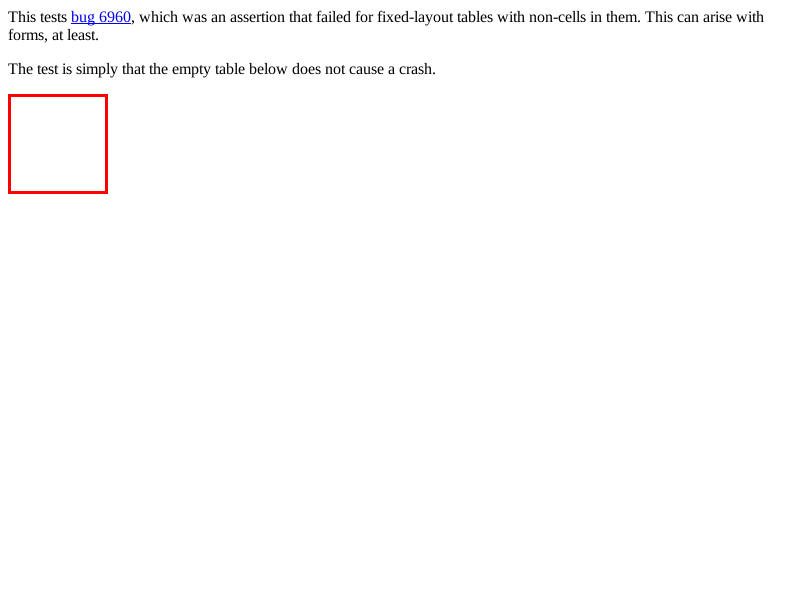 This tests bug 6960, which was an assertion that failed for fixed-layout tables with non-cells in them. This can arise with
forms, at least.
The test is simply that the empty table below does not cause a crash.